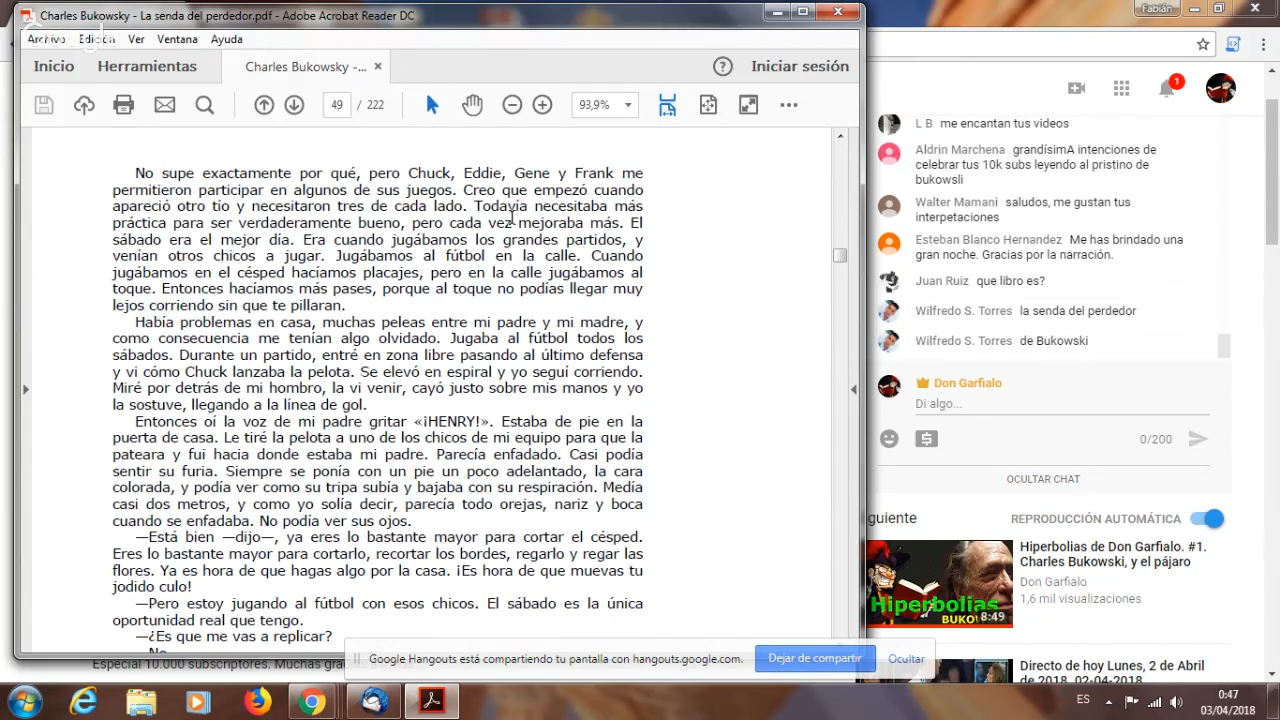 Charles Bukowsky - La senda del perdedor.pdf - Adobe Acrobat Reader DC
Archivo Edición Ver Ventana Ayuda
Inicio Herramientas Charles Bukowsky -... × Iniciar sesión
49 / 222 93,9%
No supe exactamente por qué, pero Chuck, Eddie, Gene y Frank me
permitieron participar en algunos de sus juegos. Creo que empezó cuando
apareció otro tío y necesitaron tres de cada lado. Todavía necesitaba más
práctica para ser verdaderamente bueno, pero cada vez mejoraba más. El
sábado era el mejor día. Era cuando jugábamos los grandes partidos, y
venían otros chicos a jugar. Jugábamos al fútbol en la calle. Cuando
jugábamos en el césped hacíamos placajes, pero en la calle jugábamos al
toque. Entonces hacíamos más pases, porque al toque no podías llegar muy
lejos corriendo sin que te pillaran.
Había problemas en casa, muchas peleas entre mi padre y mi madre, y
como consecuencia me tenían algo olvidado. Jugaba al fútbol todos los
sábados. Durante un partido, entré en zona libre pasando al último defensa
y vi cómo Chuck lanzaba la pelota. Se elevó en espiral y yo seguí corriendo.
Miré por detrás de mi hombro, la vi venir, cayó justo sobre mis manos y yo
la sostuve, llegando a la línea de gol.
Entonces oí la voz de mi padre gritar «¡HENRY!». Estaba de pie en la
puerta de casa. Le tiré la pelota a uno de los chicos de mi equipo para que la
pateara y fui hacia donde estaba mi padre. Parecía enfadado. Casi podía
sentir su furia. Siempre se ponía con un pie un poco adelantado, la cara
colorada, y podía ver como su tripa subía y bajaba con su respiración. Medía
casi dos metros, y como yo solía decir, parecía todo orejas, nariz y boca
cuando se enfadaba. No podía ver sus ojos.
—Está bien —dijo—, ya eres lo bastante mayor para cortar el césped.
Eres lo bastante mayor para cortarlo, recortar los bordes, regarlo y regar las
flores. Ya es hora de que hagas algo por la casa. ¡Es hora de que muevas tu
jodido culo!
—Pero estoy jugando al fútbol con esos chicos. El sábado es la única
oportunidad real que tengo.
—¿Es que me vas a replicar?
—No
Especial 10.000 subscriptores. Muchas
Google Hangouts está compartiendo tu pantalla con hangouts.google.com. Dejar de compartir Ocultar
Fabián
1
L B me encantan tus videos
Aldrin Marchena grandísimA intenciones de
celebrar tus 10k subs leyendo al pristino de
bukowsli
Walter Mamani saludos, me gustan tus
interpetaciones
Esteban Blanco Hernandez Me has brindado una
gran noche. Gracias por la narración.
Juan Ruiz que libro es?
Wilfredo S. Torres la senda del perdedor
Wilfredo S. Torres de Bukowski
Don Garfialo
Di algo...
0/200
OCULTAR CHAT
guiente REPRODUCCIÓN AUTOMÁTICA
Hiperbolias
BUKO
8:49
Hiperbolias de Don Garfialo. #1.
Charles Bukowski, y el pájaro
Don Garfialo
1,6 mil visualizaciones
Directo de hoy Lunes, 2 de Abril
de 2018. 02-04-2018
ES 0:47
03/04/2018